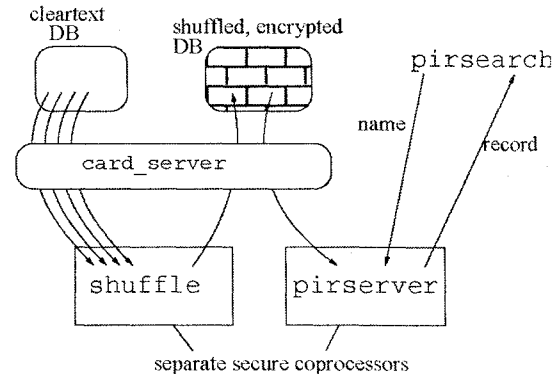 cleartext
DB
shuffled, encrypted
DB
pirsearch
name
record
card_server
shuffle
pirserver
separate secure coprocessors